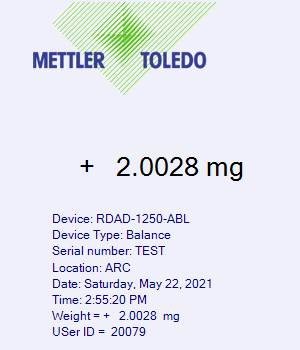 METTLER TOLEDO
+ 2.0028 mg
Device: RDAD-1250-ABL
Device Type: Balance
Serial number: TEST
Location: ARC
Date: Saturday, May 22, 2021
Time: 2:55:20 PM
Weight = + 2.0028 mg
USer ID = 20079